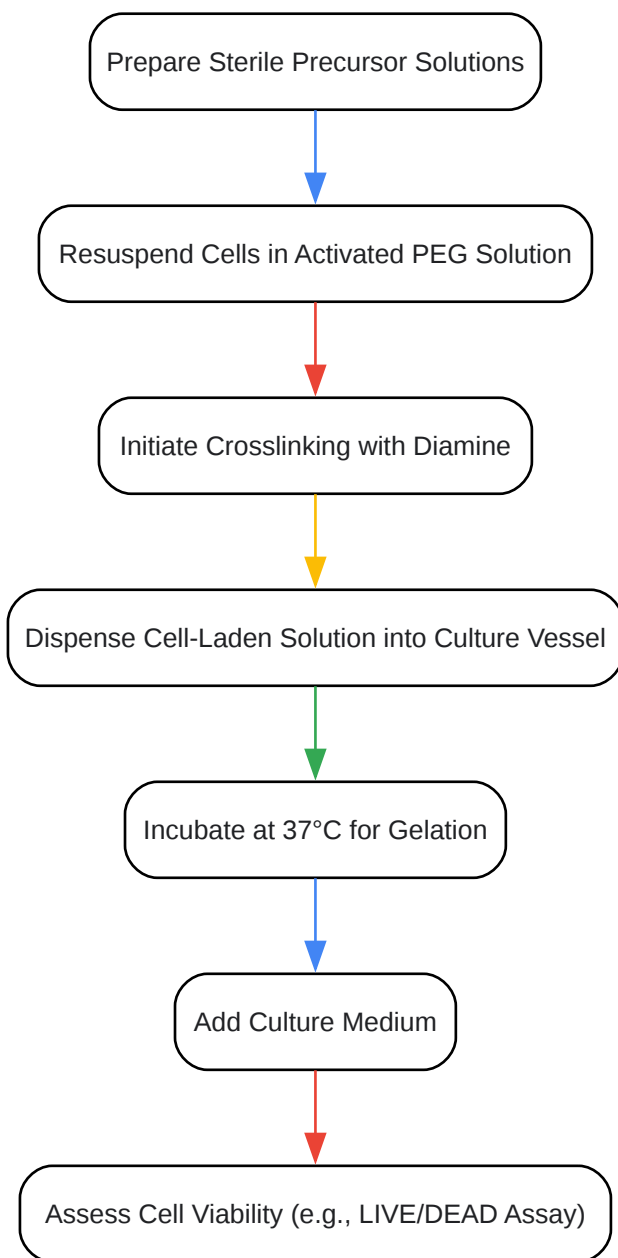 Prepare Sterile Precursor Solutions
Resuspend Cells in Activated PEG Solution
Initiate Crosslinking with Diamine
Dispense Cell-Laden Solution into Culture Vessel
Incubate at 37°C for Gelation
Add Culture Medium
Assess Cell Viability (e.g., LIVE/DEAD Assay)